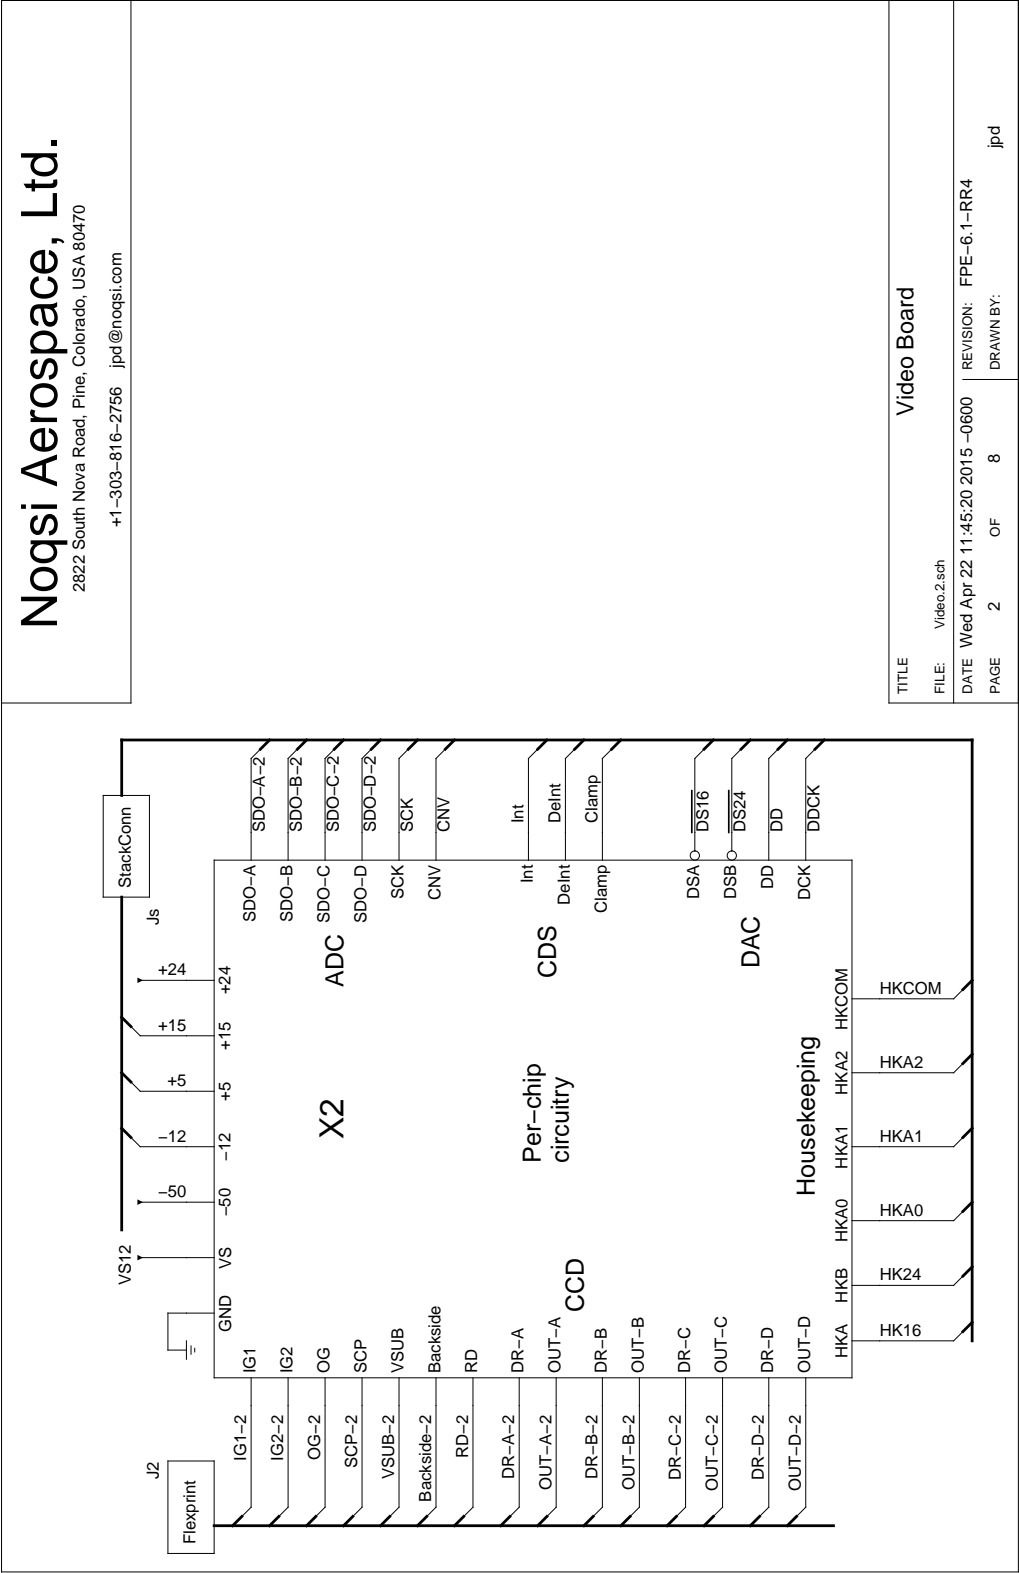 Noqsi Aerospace, Ltd.
2822 South Nova Road, Pine, Colorado, USA 80470
+1−303−816−2756 jpd@noqsi.com
J2
Flexprint
IG1−2
IG2−2
OG−2
SCP−2
VSUB−2
Backside−2
RD−2
DR−A−2
OUT−A−2
DR−B−2
OUT−B−2
DR−C−2
OUT−C−2
DR−D−2
OUT−D−2
IG1
IG2
OG
SCP
VSUB
Backside
RD
DR−A
OUT−A
DR−B
OUT−B
DR−C
OUT−C
DR−D
OUT−D
CCD
VS12
−50
−12
+5
+15
+24
GND
VS
−50
−12
+5
+15
+24
Js
StackConn
X2
Per−chip
circuitry
ADC
CDS
DAC
Housekeeping
SDO−A
SDO−B
SDO−C
SDO−D
SCK
CNV
Int
DeInt
Clamp
DSA
DSB
DD
DCK
SDO−A−2
SDO−B−2
SDO−C−2
SDO−D−2
SCK
CNV
Int
DeInt
Clamp
DS16
DS24
DD
DDCK
HKA
HKB
HKA0
HKA1
HKA2
HKCOM
HK16
HK24
HKA0
HKA1
HKA2
HKCOM
TITLE
Video Board
FILE: Video.2.sch
DATE Wed Apr 22 11:45:20 2015 −0600
REVISION: FPE−6.1−RR4
PAGE 2 OF 8
DRAWN BY: jpd